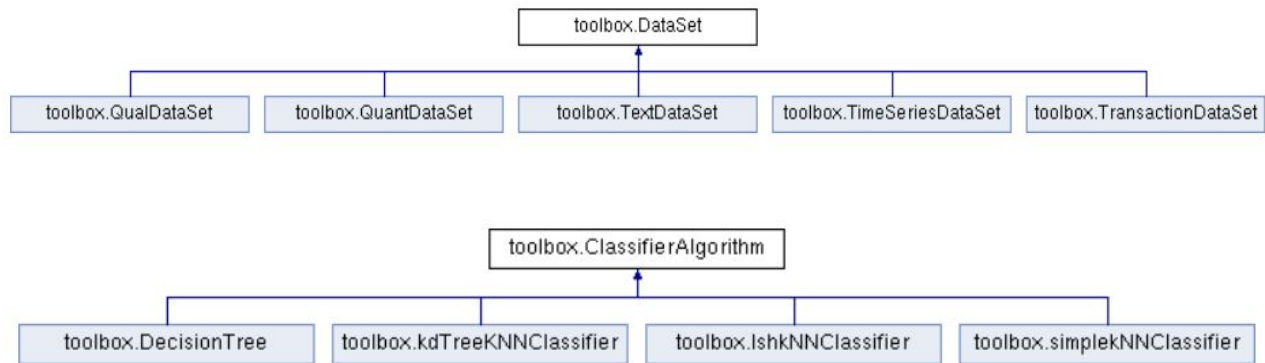 toolbox.DataSet
toolbox.QualDataSet
toolbox.QuantDataSet
toolbox.TextDataSet
toolbox.TimeSeriesDataSet
toolbox.TransactionDataSet
toolbox.ClassifierAlgorithm
toolbox.DecisionTree
toolbox.kdTreeKNNClassifier
toolbox.lshkNNClassifier
toolbox.simplekNNClassifier